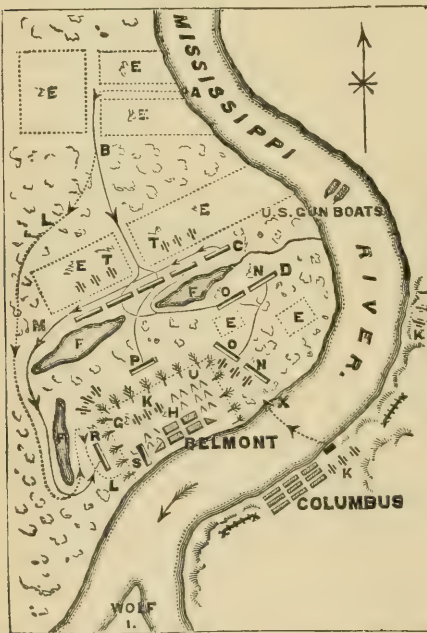 MISSISSIPPI
RIVER.
E
A
E
E
B
U.S. GUN BOATS
L
E
T
E
T
C
M
F
F
O
N
D
E
E
O
N
P
K
U
K
G
H
X
F
R
S
L
BELMONT
K
COLUMBUS
WOLF
I.